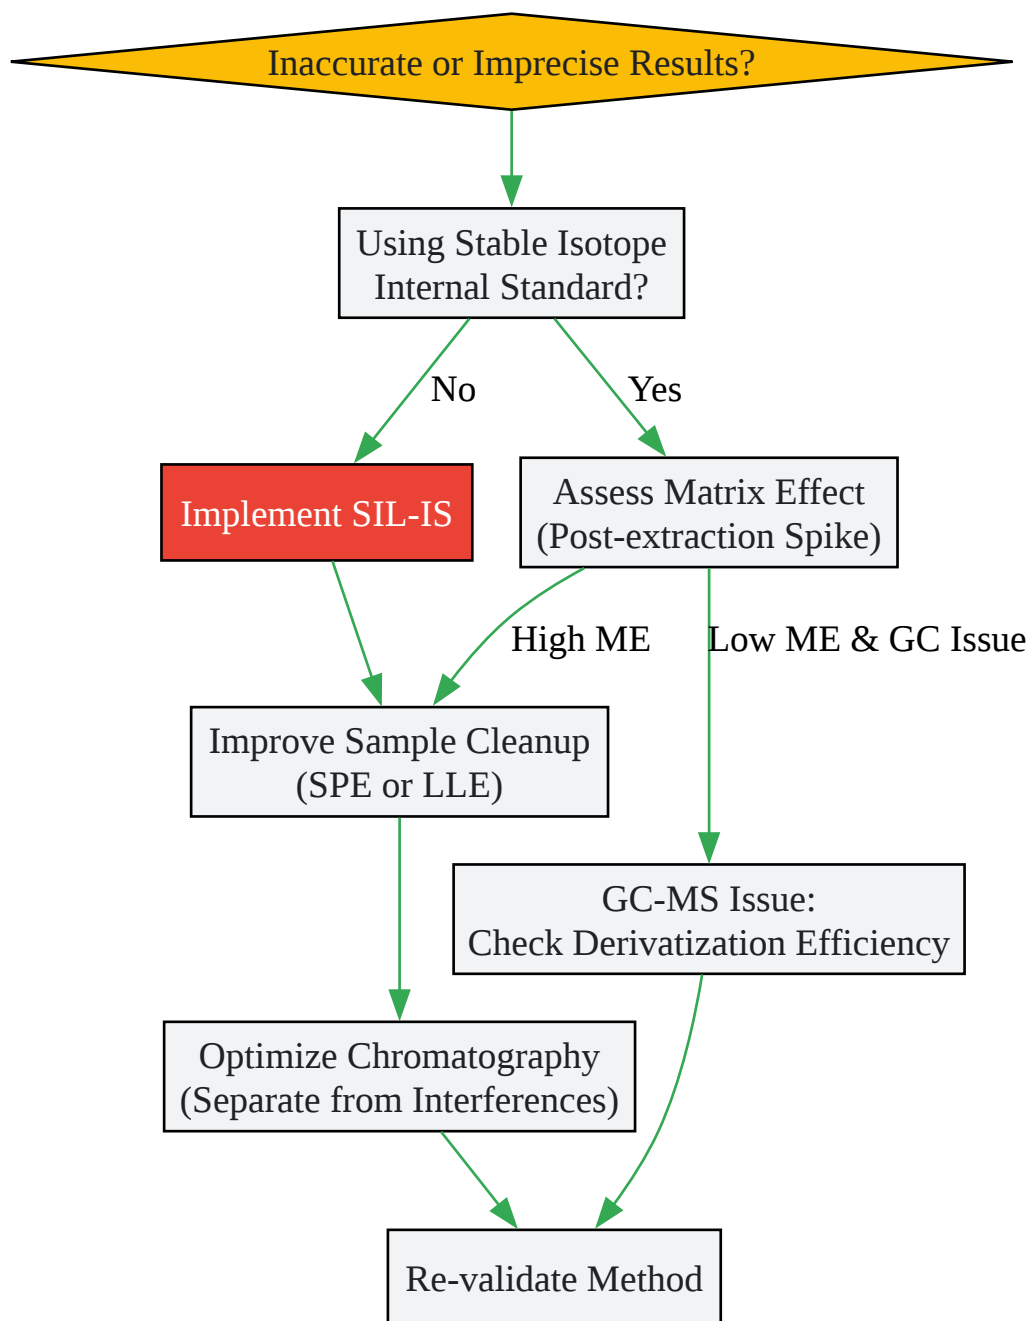 Inaccurate or Imprecise Results?
Using Stable Isotope
Internal Standard?
No
Yes
Implement SIL-IS
Assess Matrix Effect
(Post-extraction Spike)
High ME
Low ME & GC Issue
Improve Sample Cleanup
(SPE or LLE)
GC-MS Issue:
Check Derivatization Efficiency
Optimize Chromatography
(Separate from Interferences)
Re-validate Method